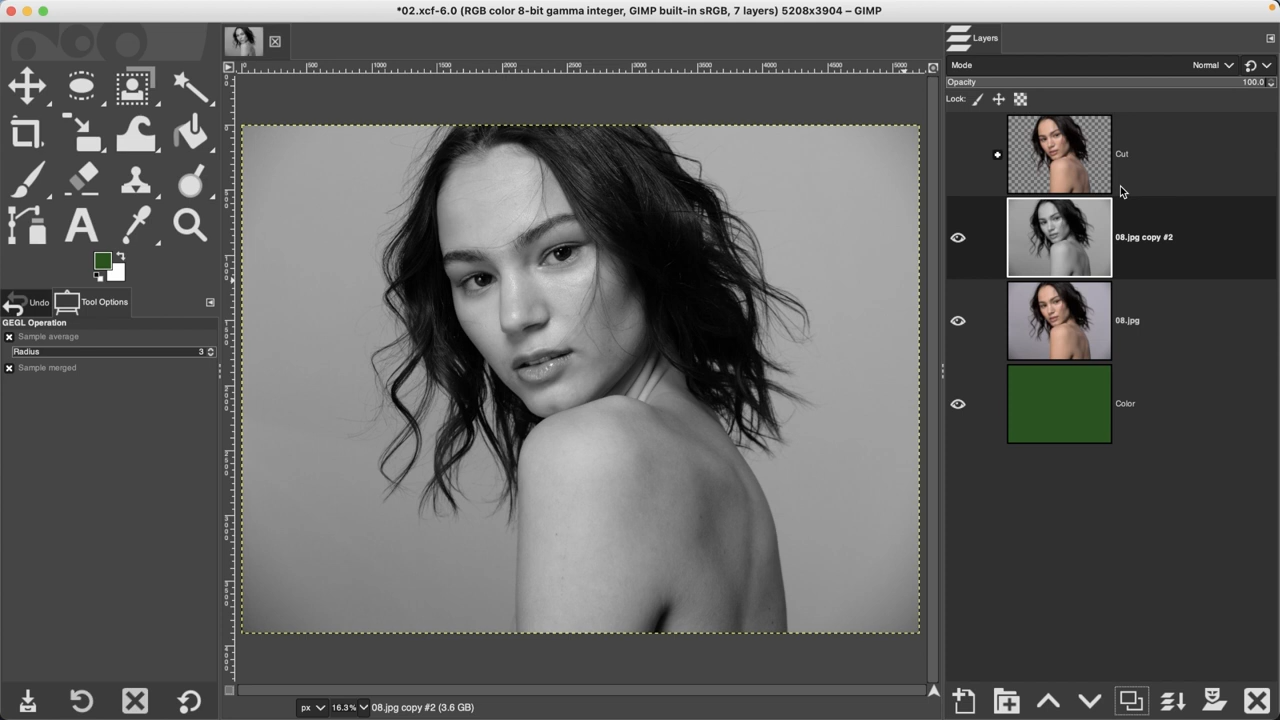 *02.xcf-6.0 (RGB color 8-bit gamma integer, GIMP built-in sRGB, 7 layers) 5208x3904 – GIMP
Layers
Mode
Normal
Opacity
100.0
Lock:
Cut
08.jpg copy #2
08.jpg
Color
Undo
Tool Options
GEGL Operation
Sample average
Radius 3
Sample merged
px
16.3%
08.jpg copy #2 (3.6 GB)